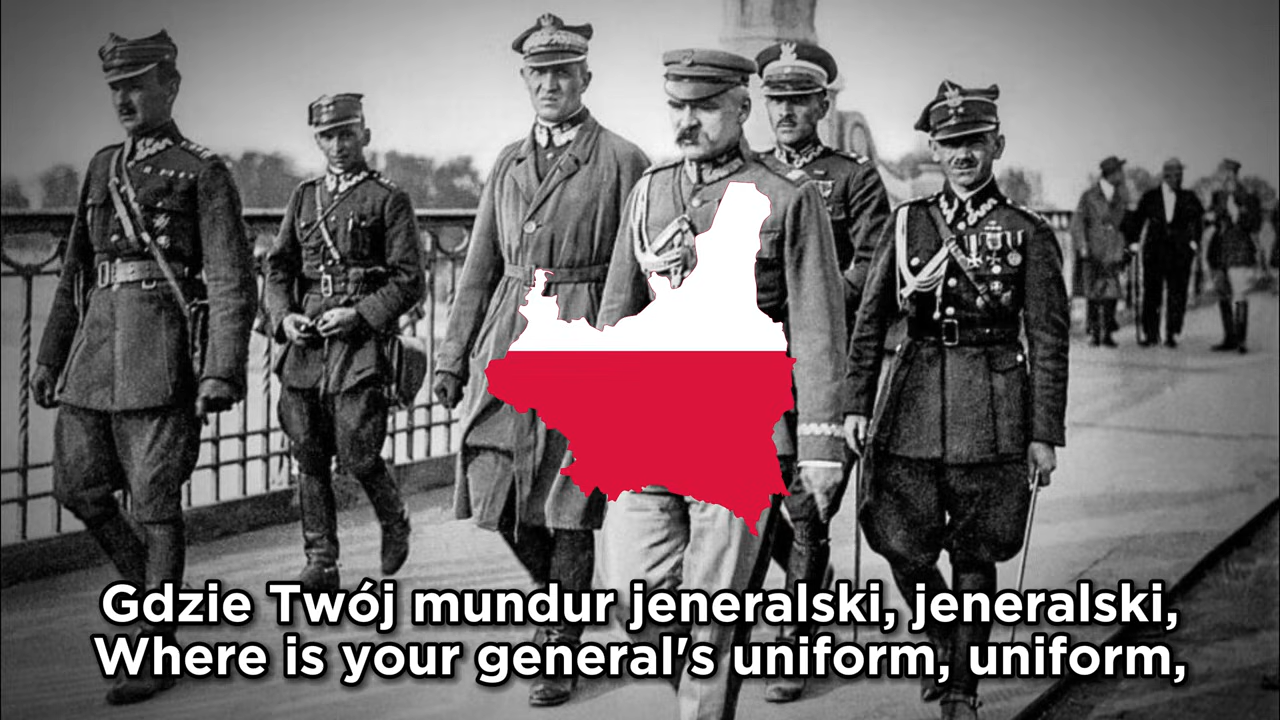 Gdzie Twój mundur jeneralski, jeneralski,
Where is your general's uniform, uniform,